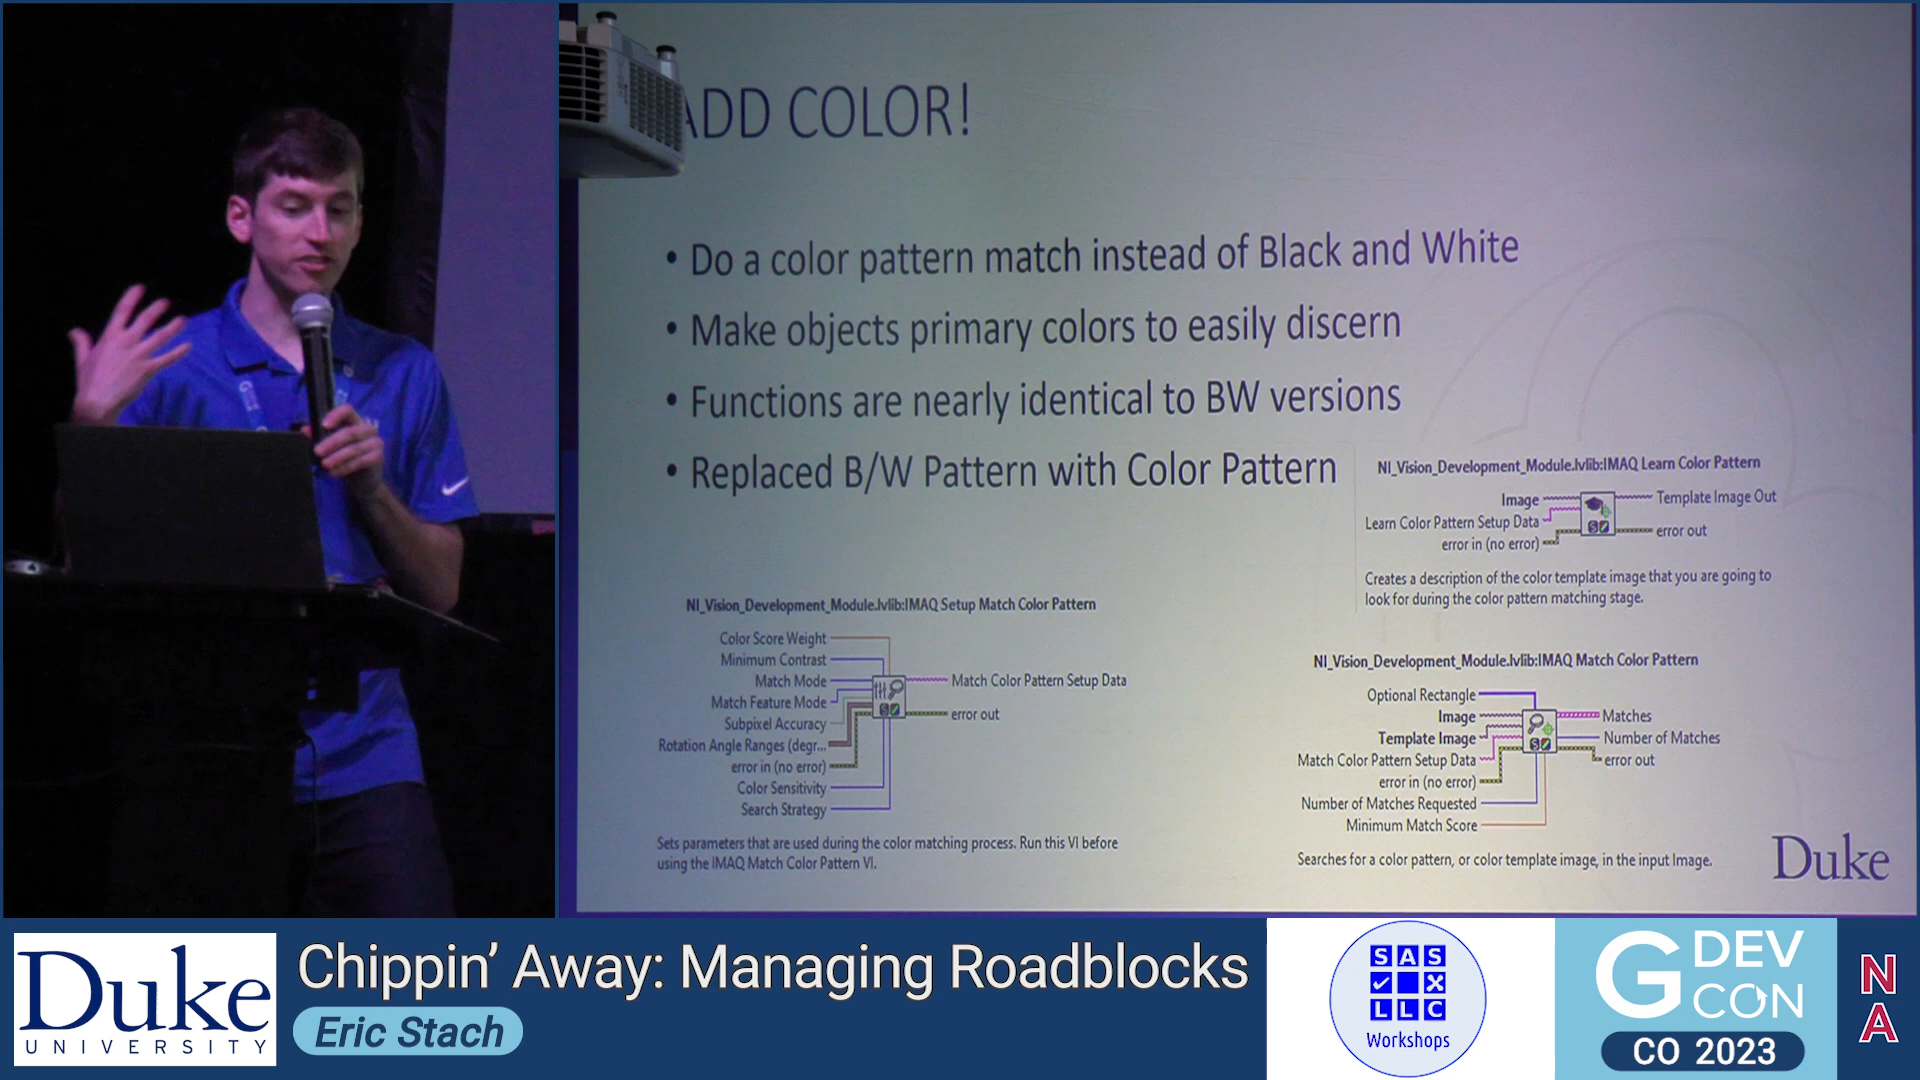 ADD COLOR!
• Do a color pattern match instead of Black and White
• Make objects primary colors to easily discern
• Functions are nearly identical to BW versions
• Replaced B/W Pattern with Color Pattern
NI_Vision_Development_Module.lvlib:IMAQ Learn Color Pattern
Image
Template Image Out
Learn Color Pattern Setup Data
error in (no error)
error out
Creates a description of the color template image that you are going to
look for during the color pattern matching stage.
NI_Vision_Development_Module.lvlib:IMAQ Setup Match Color Pattern
Color Score Weight
Minimum Contrast
Match Mode
Match Feature Mode
Subpixel Accuracy
Rotation Angle Ranges (degr...
error in (no error)
Color Sensitivity
Search Strategy
Match Color Pattern Setup Data
error out
Sets parameters that are used during the color matching process. Run this VI before
using the IMAQ Match Color Pattern VI.
NI_Vision_Development_Module.lvlib:IMAQ Match Color Pattern
Optional Rectangle
Image
Template Image
Match Color Pattern Setup Data
error in (no error)
Number of Matches Requested
Minimum Match Score
Matches
Number of Matches
error out
Searches for a color pattern, or color template image, in the input Image.
Duke
Duke
UNIVERSITY
Chippin’ Away: Managing Roadblocks
Eric Stach
SAS
LLC
Workshops
G DEV
CON
CO 2023
NA